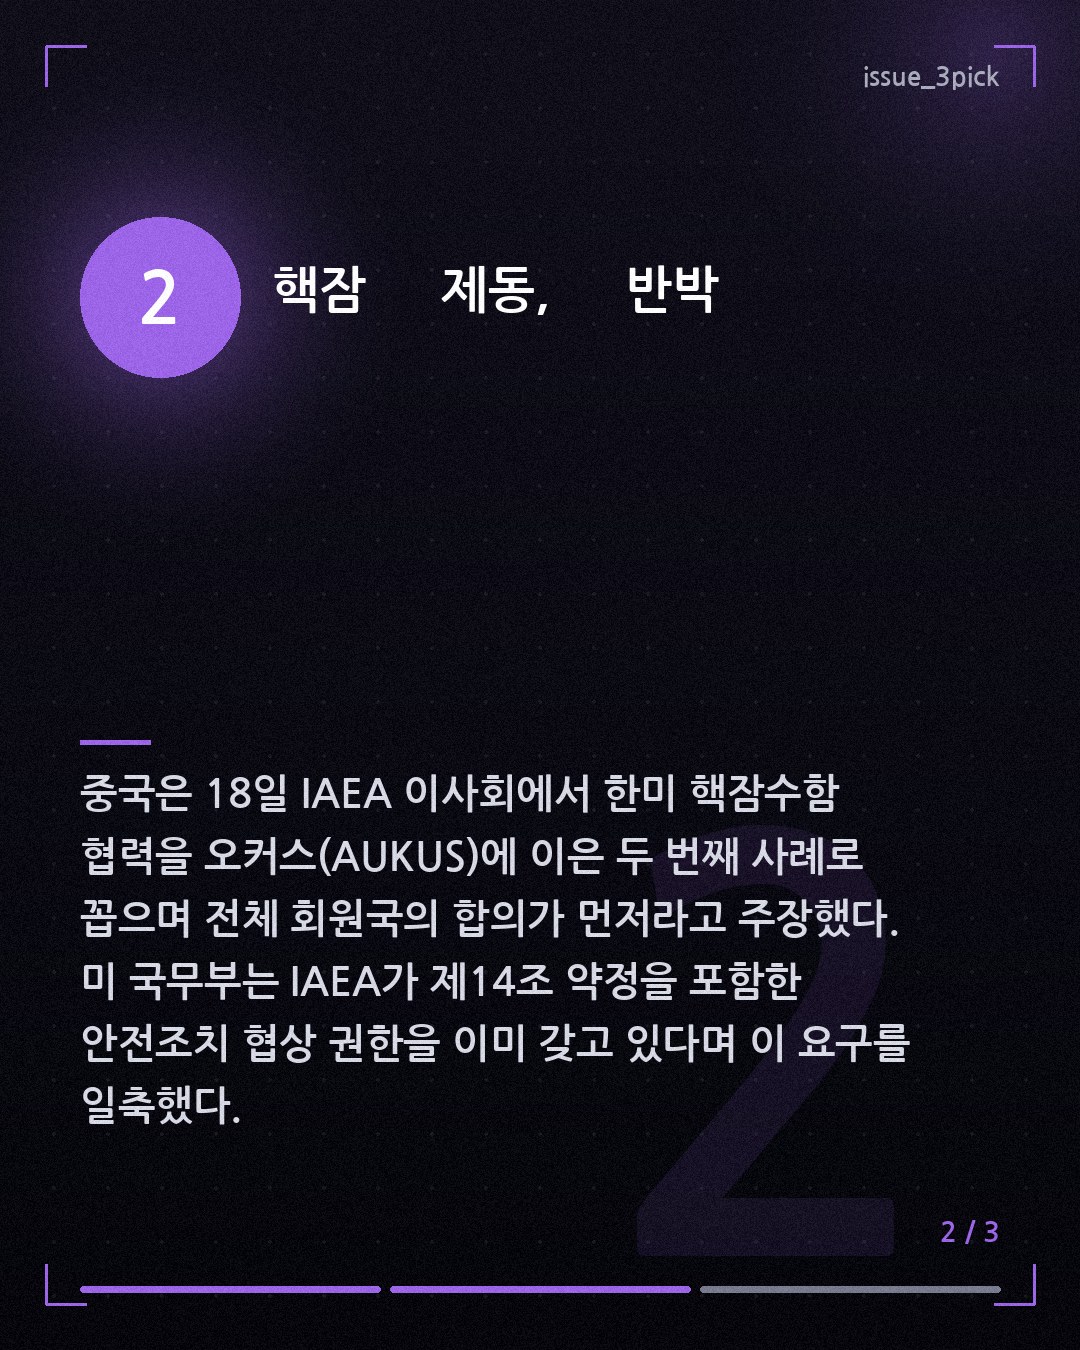 issue_3pick
2
핵잠 제동, 반박
중국은 18일 IAEA 이사회에서 한미 핵잠수함
협력을 오커스(AUKUS)에 이은 두 번째 사례로
꼽으며 전체 회원국의 합의가 먼저라고 주장했다.
미 국무부는 IAEA가 제14조 약정을 포함한
안전조치 협상 권한을 이미 갖고 있다며 이 요구를
일축했다.
2
2 / 3